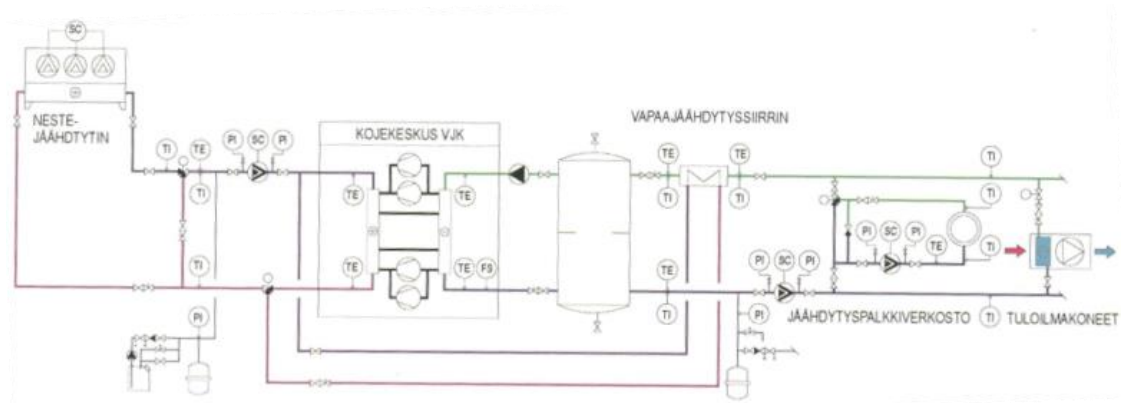 SC
NESTE-
JÄÄHDYTIN
TI
TE
TI
PI
SC
PI
KOJEKESKUS VJK
TE
TE
TE
TE
FS
TI
PI
VAPAAJÄÄHDYTYSSIIRRIN
TE
TI
TE
TI
TE
TI
PI
SC
PI
PI
TI
TI
PI
SC
PI
TE
TI
JÄÄHDYTYSPALKKIVERKOSTO
TI
TULOILMAKONEET